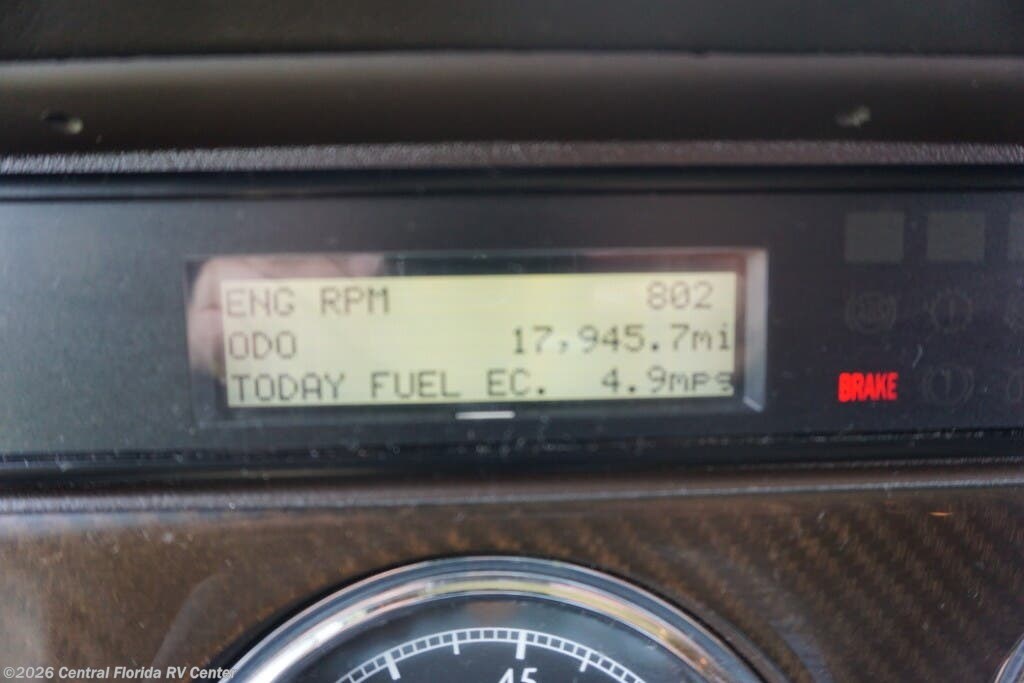 ENG RPM 802
ODO 17,945.7mi
TODAY FUEL EC. 4.9mpg
BRAKE
45
©2026 Central Florida RV Center